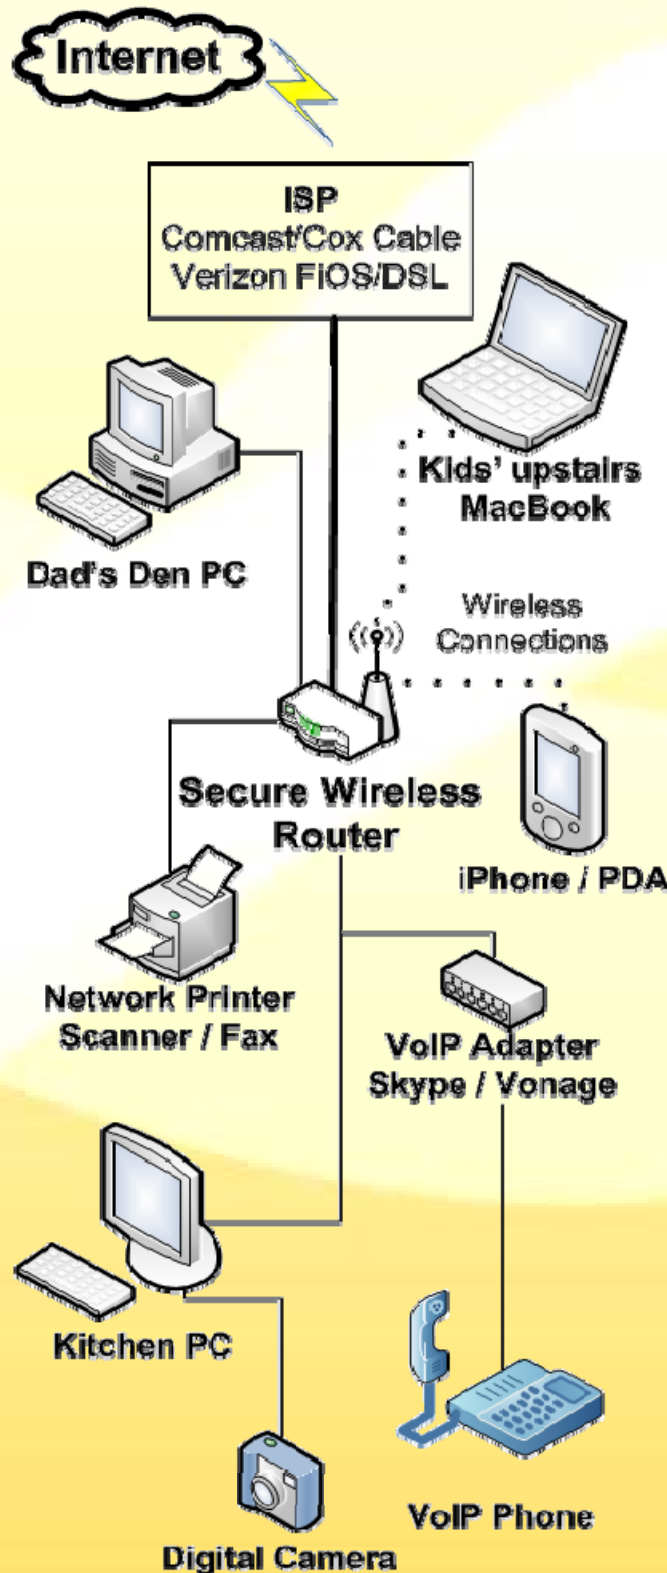 Internet
ISP
Comcast/Cox Cable
Verizon FiOS/DSL
Kids' upstairs
MacBook
Dad's Den PC
Wireless
Connections
Secure Wireless
Router
iPhone / PDA
Network Printer
Scanner / Fax
VoIP Adapter
Skype / Vonage
Kitchen PC
VoIP Phone
Digital Camera